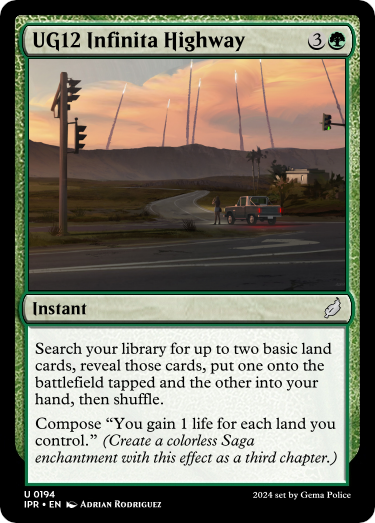 UG12 Infinita Highway 3
Instant
Search your library for up to two basic land
cards, reveal those cards, put one onto the
battlefield tapped and the other into your
hand, then shuffle.
Compose “You gain 1 life for each land you
control.” (Create a colorless Saga
enchantment with this effect as a third chapter.)
U 0194
IPR • EN Adrian Rodriguez
2024 set by Gema Police